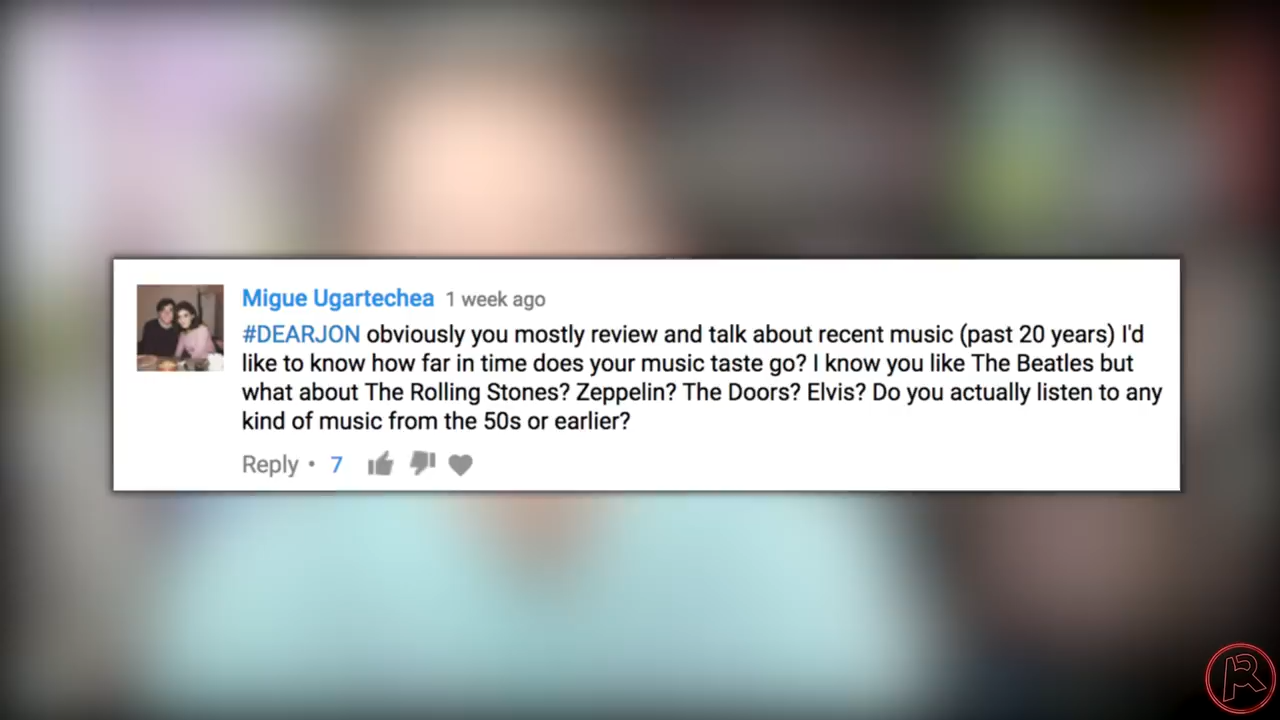 Migue Ugartechea 1 week ago
#DEARJON obviously you mostly review and talk about recent music (past 20 years) I'd
like to know how far in time does your music taste go? I know you like The Beatles but
what about The Rolling Stones? Zeppelin? The Doors? Elvis? Do you actually listen to any
kind of music from the 50s or earlier?
Reply • 7